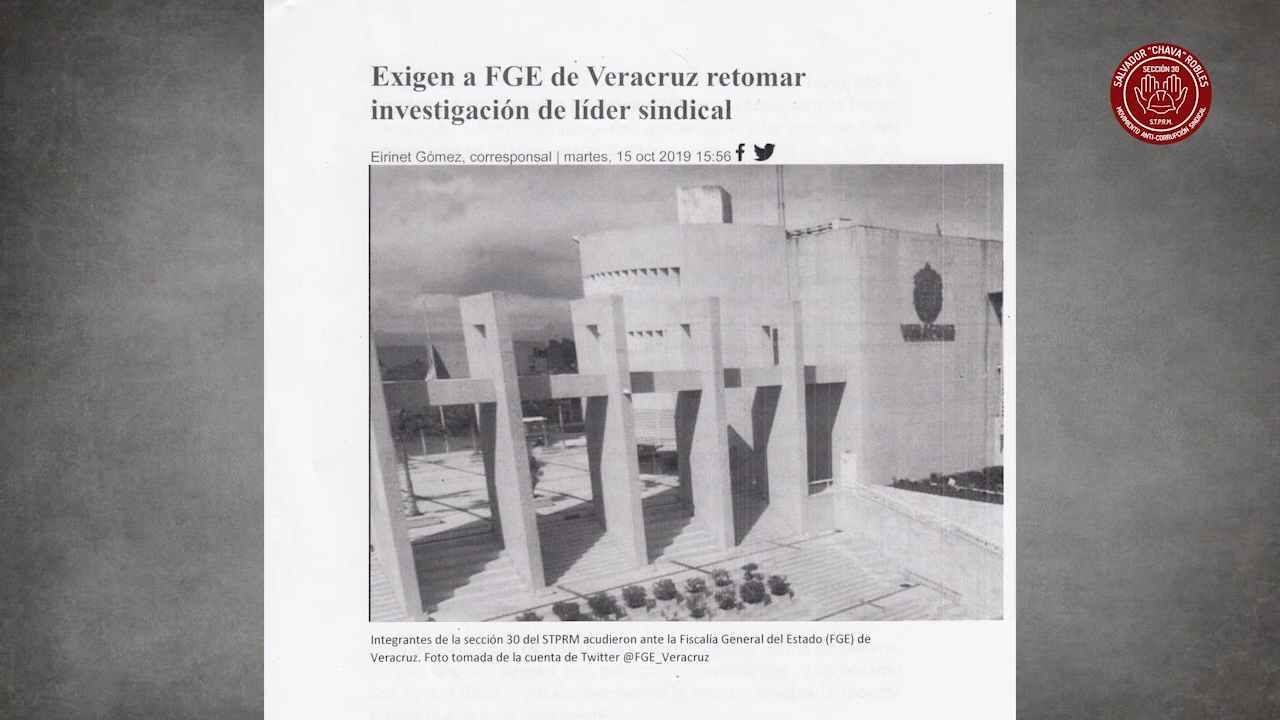 Exigen a FGE de Veracruz retomar
investigación de líder sindical
Eirinet Gómez, corresponsal | martes, 15 oct 2019 15:56
VERACRUZ
Integrantes de la sección 30 del STPRM acudieron ante la Fiscalía General del Estado (FGE) de
Veracruz. Foto tomada de la cuenta de Twitter @FGE_Veracruz
SALVADOR "CHAVA" ROBLES
SECCIÓN 30
S.T.P.R.M.
MOVIMIENTO ANTI-CORRUPCIÓN SINDICAL